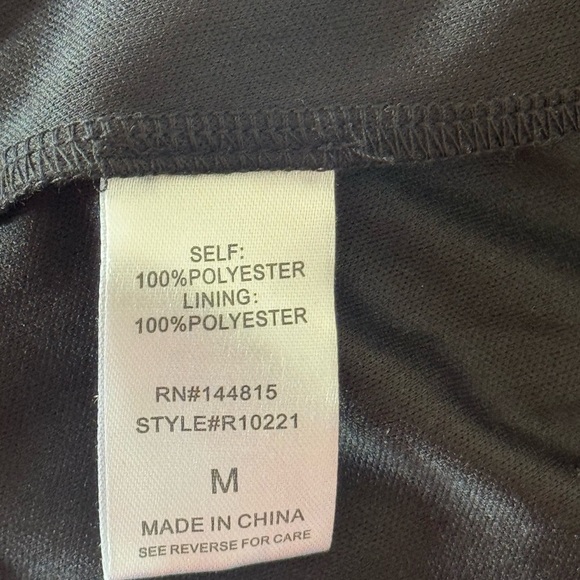 SELF:
100%POLYESTER
LINING:
100%POLYESTER
RN#144815
STYLE#R10221
M
MADE IN CHINA
SEE REVERSE FOR CARE